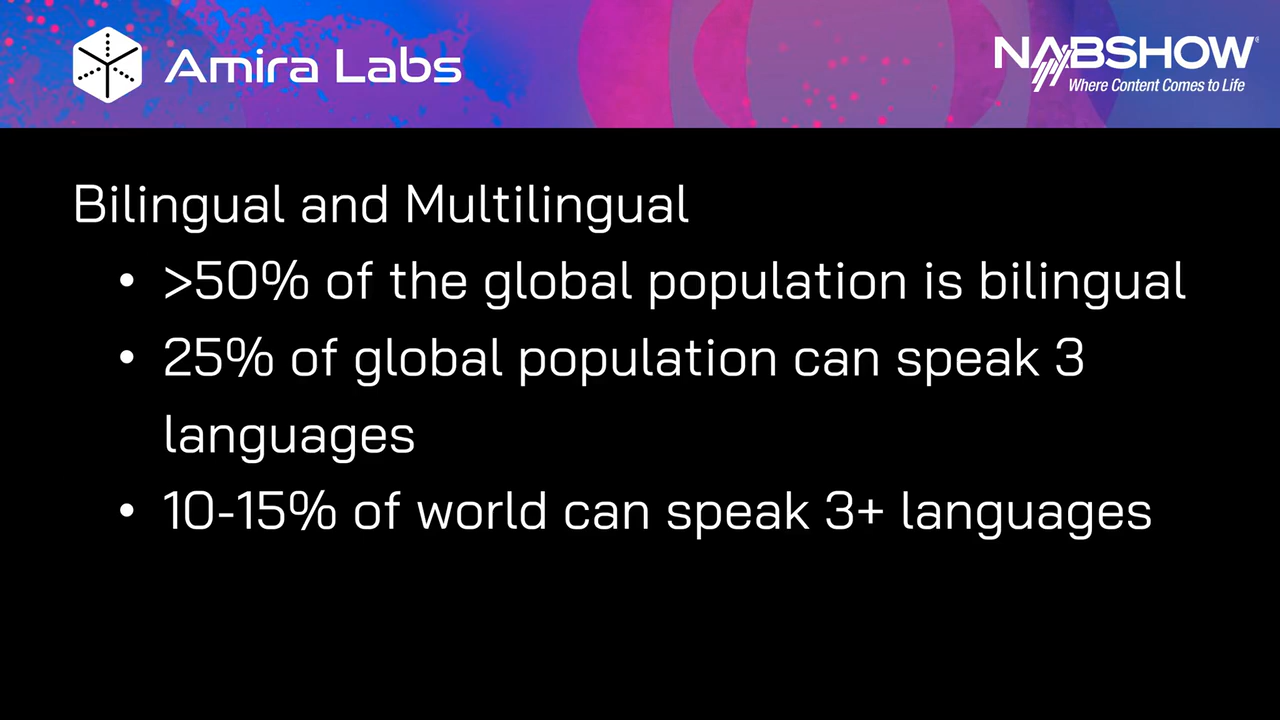 Amira Labs
NABSHOW®
Where Content Comes to Life
Bilingual and Multilingual
• >50% of the global population is bilingual
• 25% of global population can speak 3
languages
• 10-15% of world can speak 3+ languages